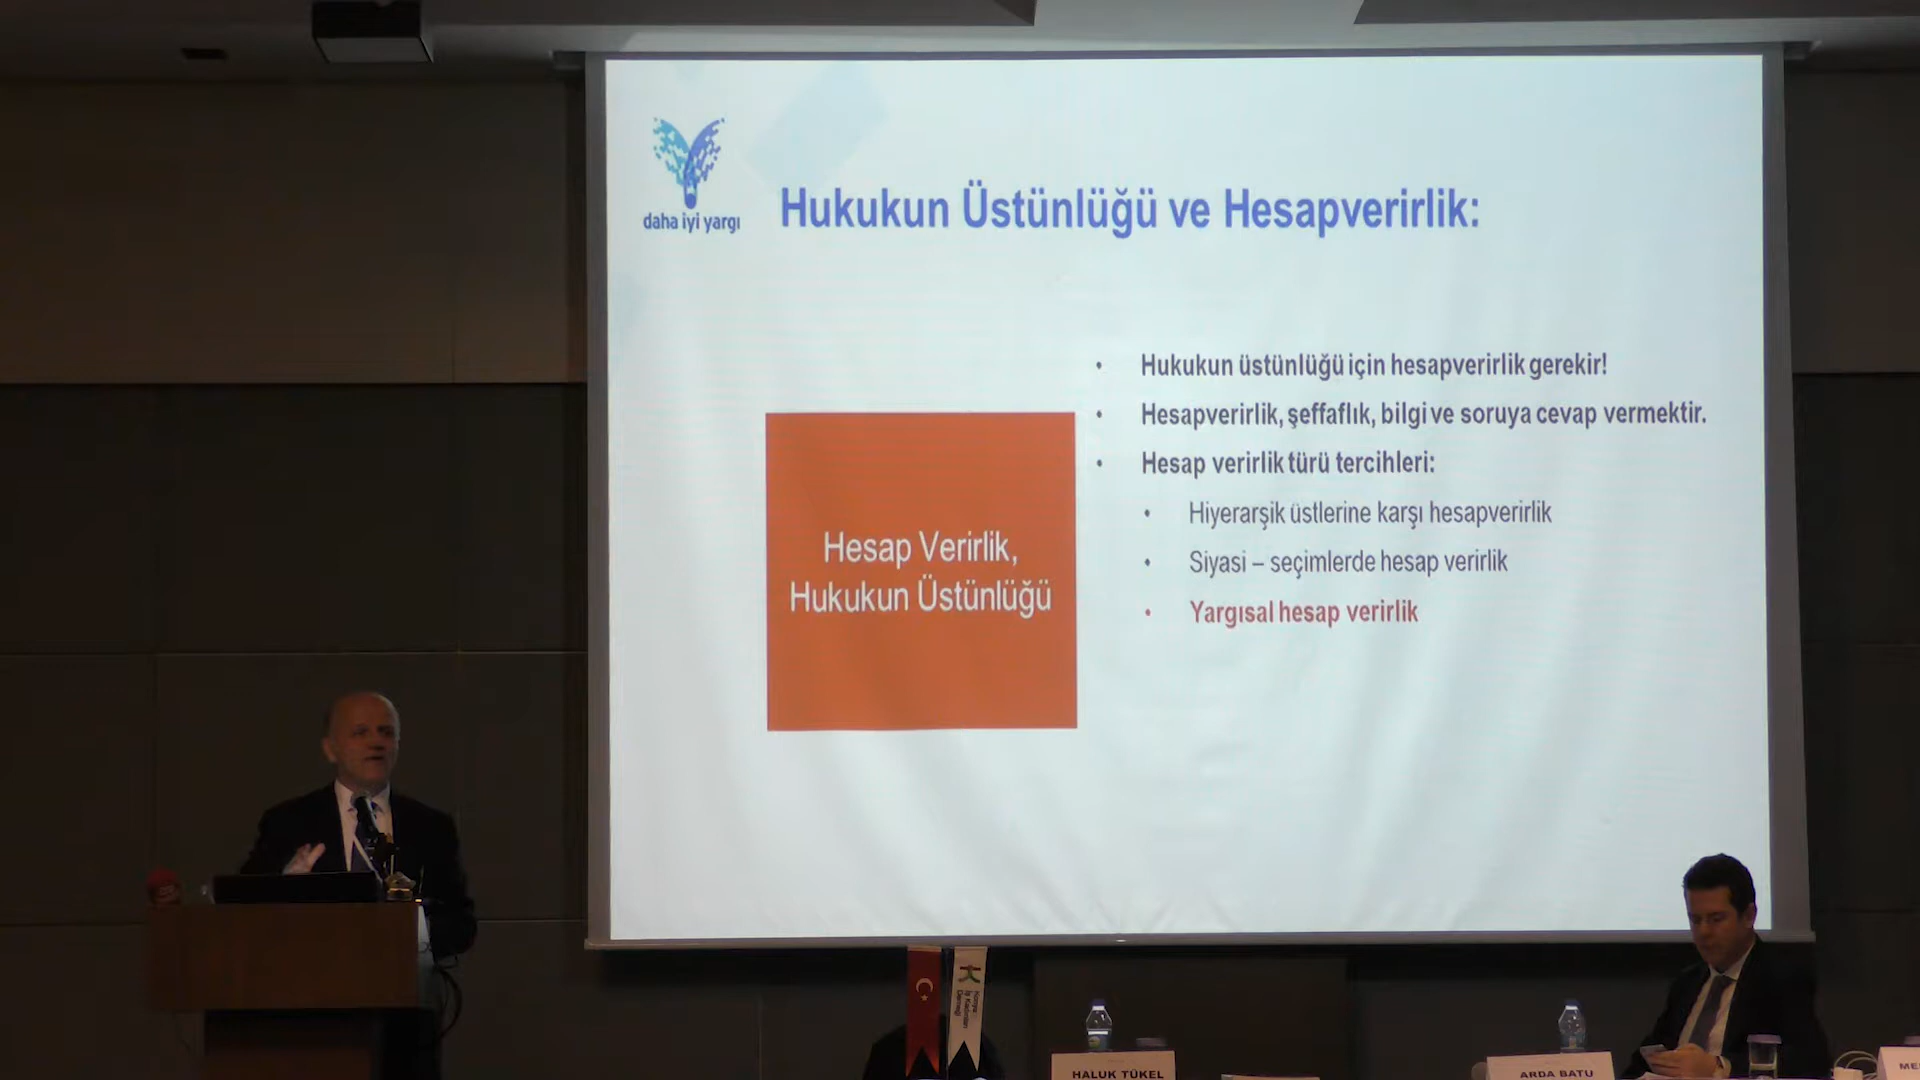 daha iyi yargı
Hukukun Üstünlüğü ve Hesapverirlik:
Hesap Verirlik,
Hukukun Üstünlüğü
• Hukukun üstünlüğü için hesapverirlik gerekir!
• Hesapverirlik, şeffaflık, bilgi ve soruya cevap vermektir.
• Hesap verirlik türü tercihleri:
• Hiyerarşik üstlerine karşı hesapverirlik
• Siyasi – seçimlerde hesap verirlik
• Yargısal hesap verirlik
HALUK TÜKEL
ARDA BATU